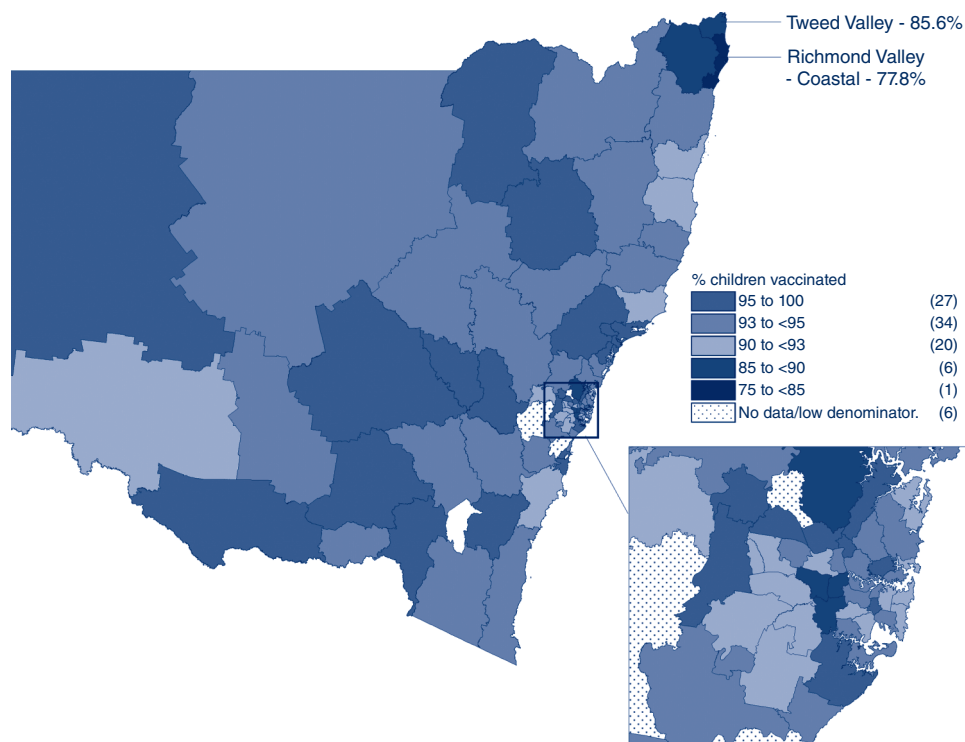 Tweed Valley - 85.6%
Richmond Valley
- Coastal - 77.8%
% children vaccinated
95 to 100 (27)
93 to <95 (34)
90 to <93 (20)
85 to <90 (6)
75 to <85 (1)
No data/low denominator. (6)